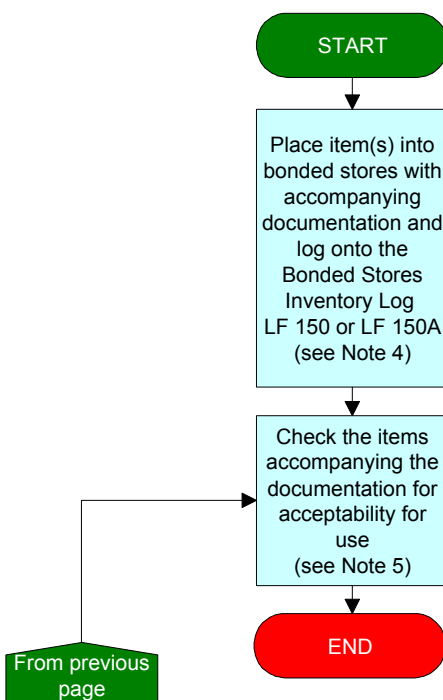 START
Place item(s) into
bonded stores with
accompanying
documentation and
log onto the
Bonded Stores
Inventory Log
LF 150 or LF 150A
(see Note 4)
Check the items
accompanying the
documentation for
acceptability for
use
(see Note 5)
END
From previous
page